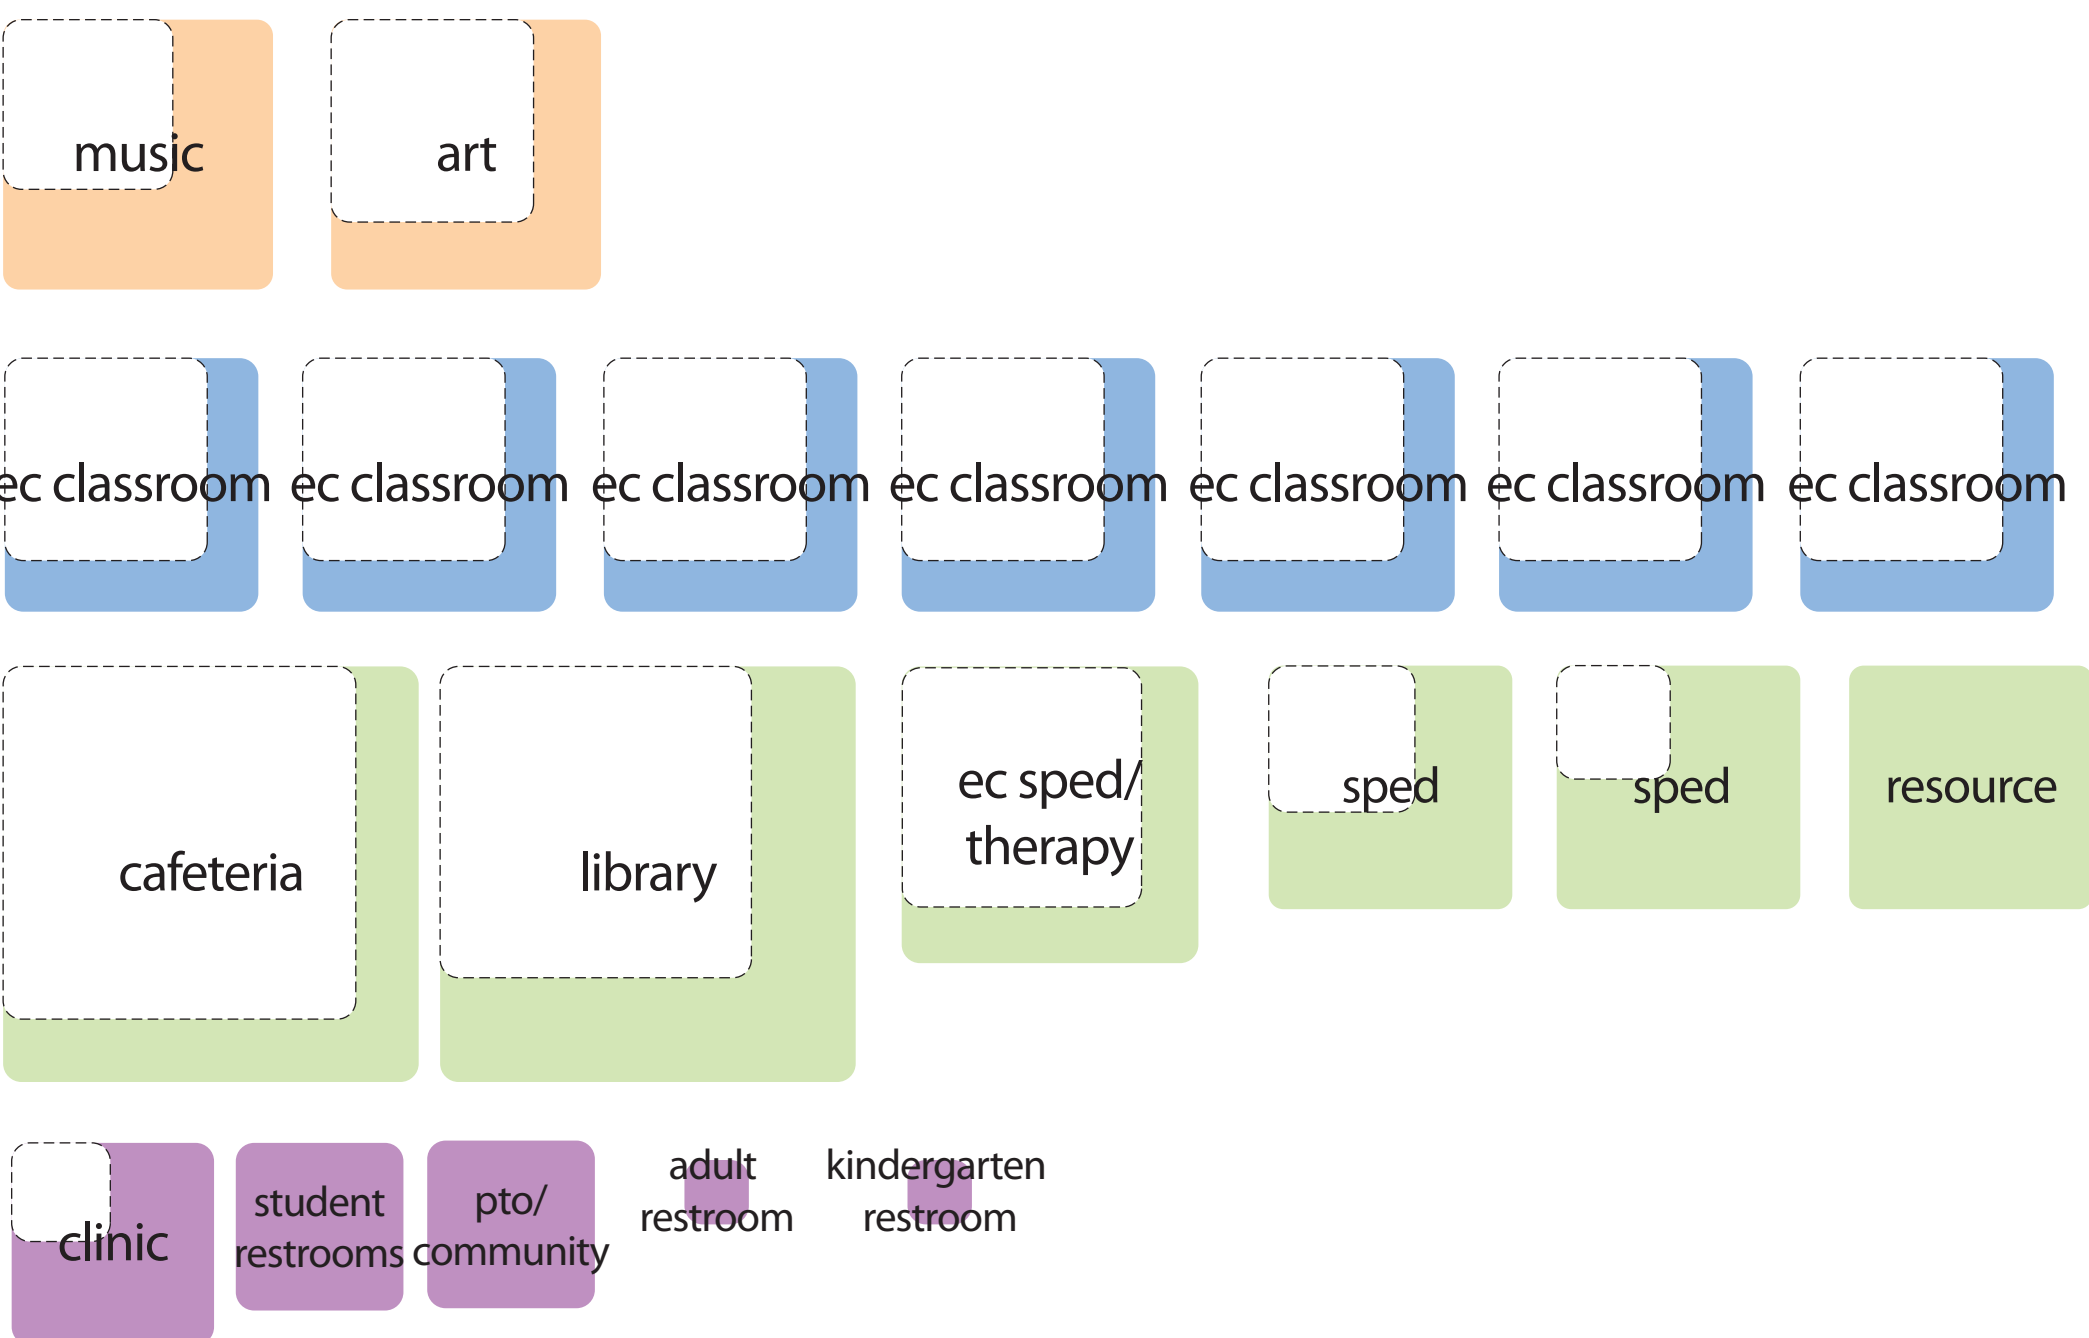 music
art
ec classroom
ec classroom
ec classroom
ec classroom
ec classroom
ec classroom
ec classroom
cafeteria
library
ec sped/
therapy
sped
sped
resource
clinic
student
restrooms
pto/
community
adult
restroom
kindergarten
restroom